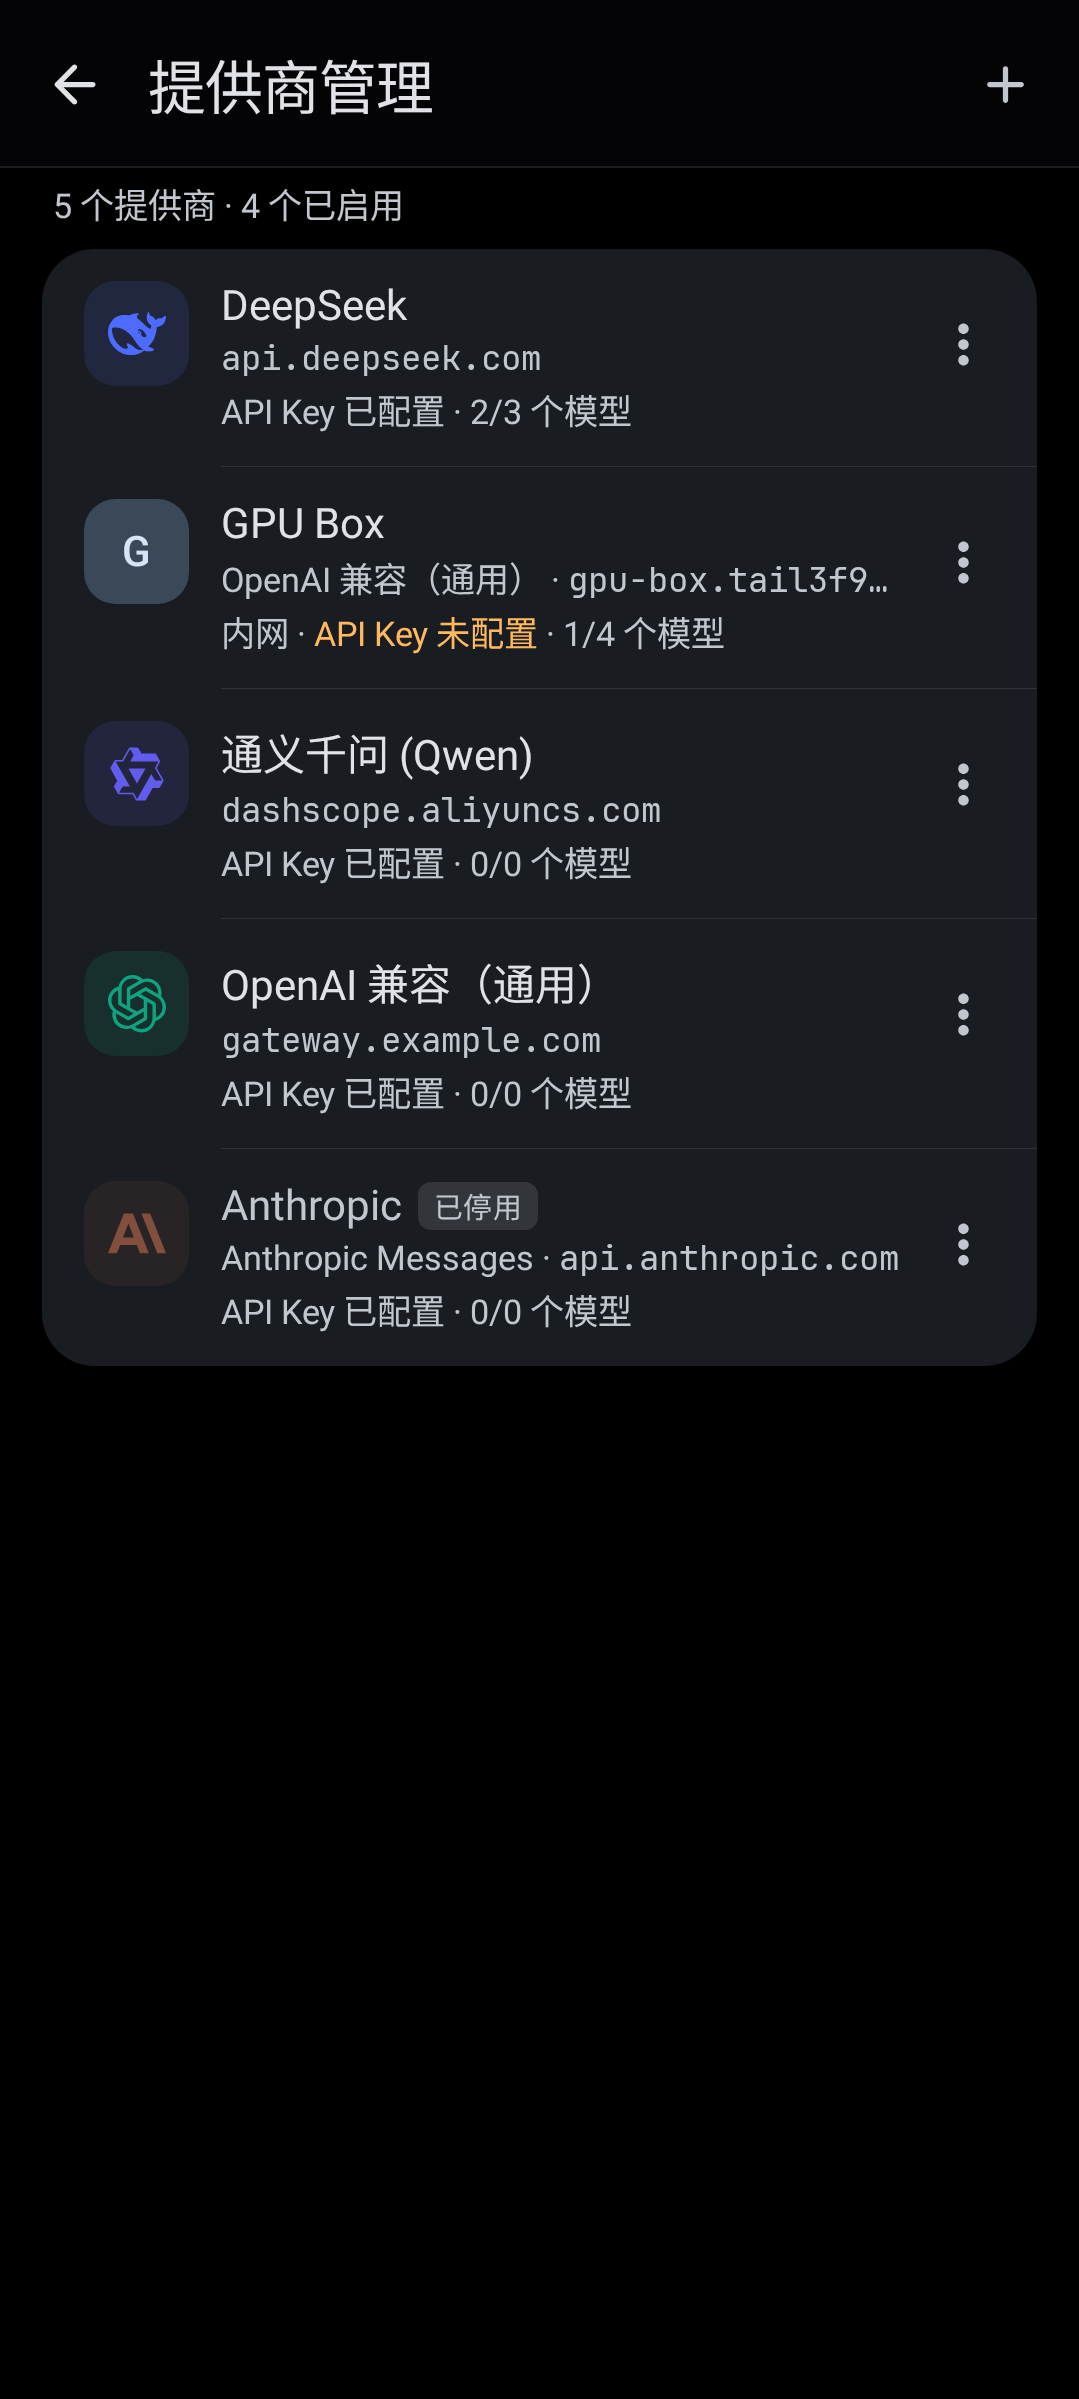 提供商管理
5 个提供商 · 4 个已启用
DeepSeek
api.deepseek.com
API Key 已配置 · 2/3 个模型
G
GPU Box
OpenAI 兼容（通用） · gpu-box.tail3f9…
内网 · API Key 未配置 · 1/4 个模型
通义千问 (Qwen)
dashscope.aliyuncs.com
API Key 已配置 · 0/0 个模型
OpenAI 兼容（通用）
gateway.example.com
API Key 已配置 · 0/0 个模型
Anthropic 已停用
Anthropic Messages · api.anthropic.com
API Key 已配置 · 0/0 个模型